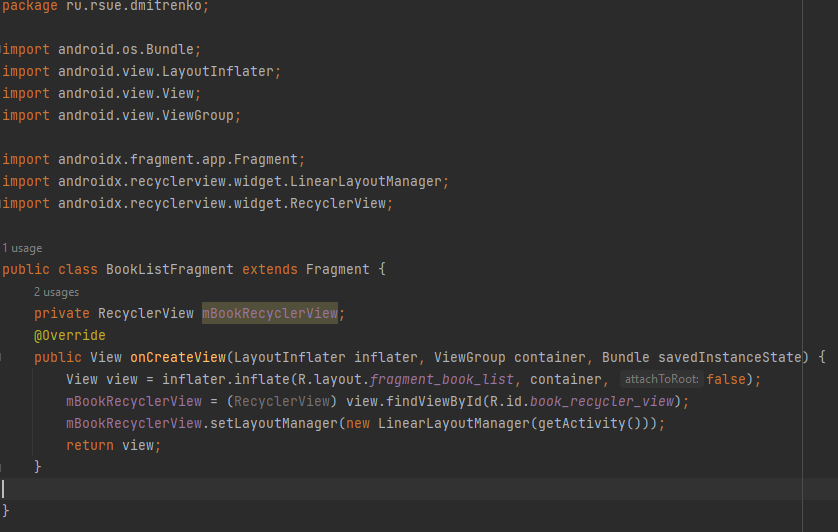 package ru.rsue.dmitrenko;
import android.os.Bundle;
import android.view.LayoutInflater;
import android.view.View;
import android.view.ViewGroup;
import androidx.fragment.app.Fragment;
import androidx.recyclerview.widget.LinearLayoutManager;
import androidx.recyclerview.widget.RecyclerView;
1 usage
public class BookListFragment extends Fragment {
2 usages
private RecyclerView mBookRecyclerView;
@Override
public View onCreateView(LayoutInflater inflater, ViewGroup container, Bundle savedInstanceState) {
View view = inflater.inflate(R.layout.fragment_book_list, container, attachToRoot: false);
mBookRecyclerView = (RecyclerView) view.findViewById(R.id.book_recycler_view);
mBookRecyclerView.setLayoutManager(new LinearLayoutManager(getActivity()));
return view;
}
}